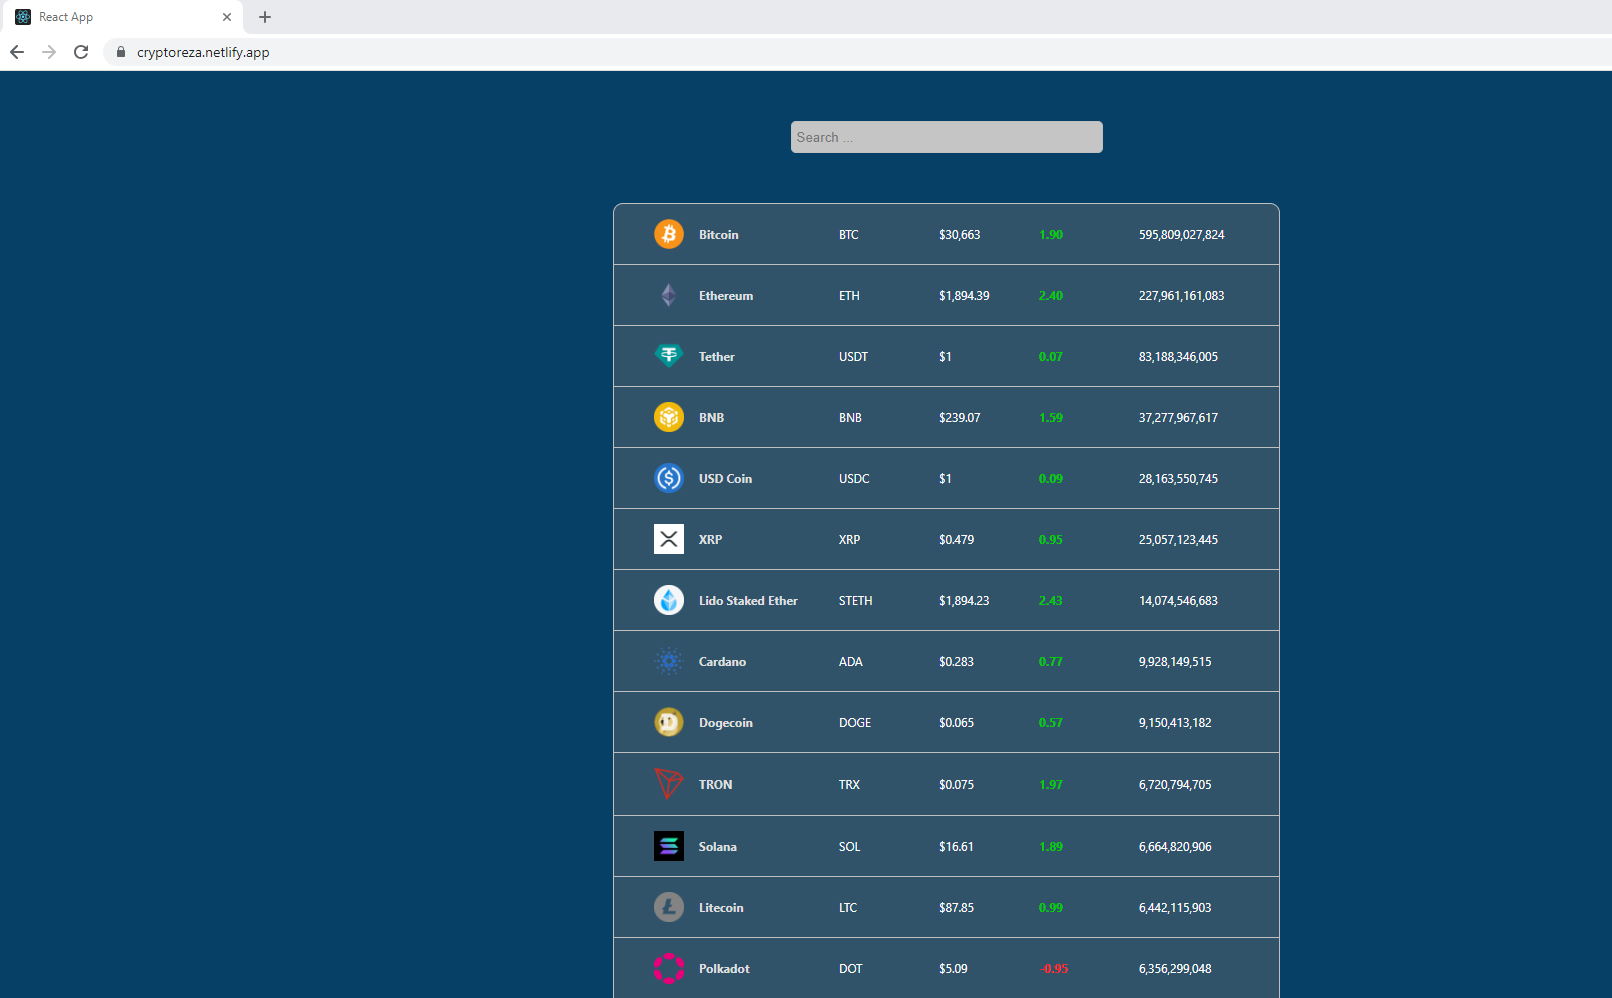 React App
cryptoreza.netlify.app
Search ...
Bitcoin BTC $30,663 1.90 595,809,027,824
Ethereum ETH $1,894.39 2.40 227,961,161,083
Tether USDT $1 0.07 83,188,346,005
BNB BNB $239.07 1.59 37,277,967,617
USD Coin USDC $1 0.09 28,163,550,745
XRP XRP $0.479 0.95 25,057,123,445
Lido Staked Ether STETH $1,894.23 2.43 14,074,546,683
Cardano ADA $0.283 0.77 9,928,149,515
Dogecoin DOGE $0.065 0.57 9,150,413,182
TRON TRX $0.075 1.97 6,720,794,705
Solana SOL $16.61 1.89 6,664,820,906
Litecoin LTC $87.85 0.99 6,442,115,903
Polkadot DOT $5.09 -0.95 6,356,299,048